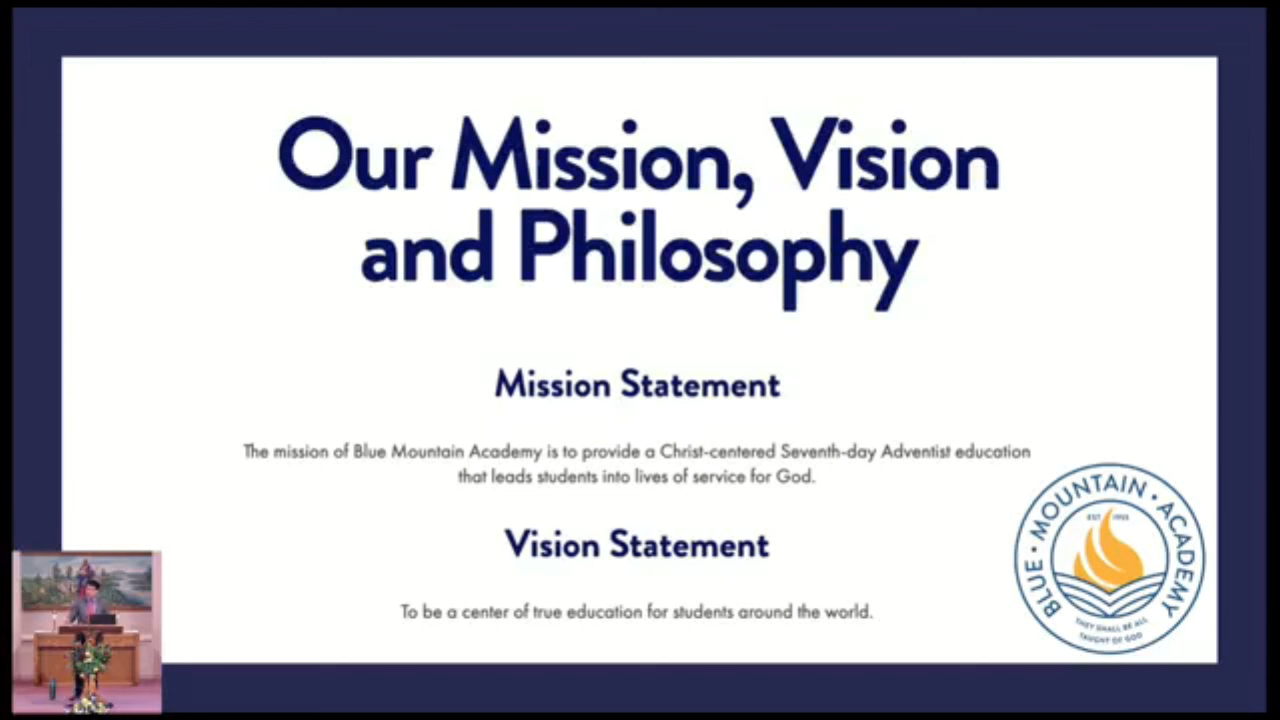 Our Mission, Vision
and Philosophy
Mission Statement
The mission of Blue Mountain Academy is to provide a Christ-centered Seventh-day Adventist education
that leads students into lives of service for God.
Vision Statement
To be a center of true education for students around the world.
BLUE • MOUNTAIN • ACADEMY
EST 1955
THEY SHALL BE ALL
TAUGHT OF GOD